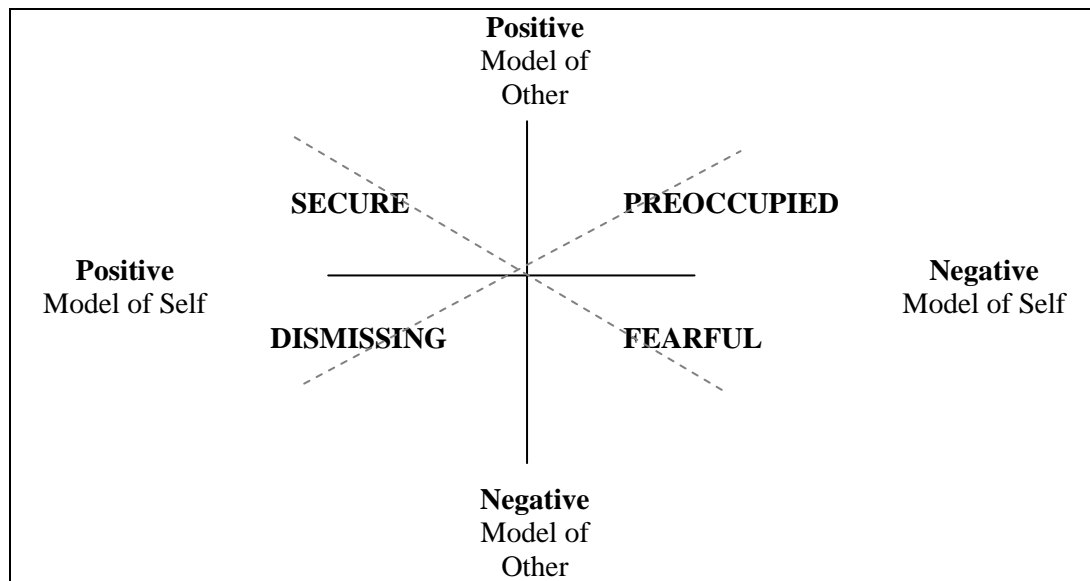 Positive
Model of
Other
SECURE
PREOCCUPIED
Positive
Model of Self
Negative
Model of Self
DISMISSING
FEARFUL
Negative
Model of
Other